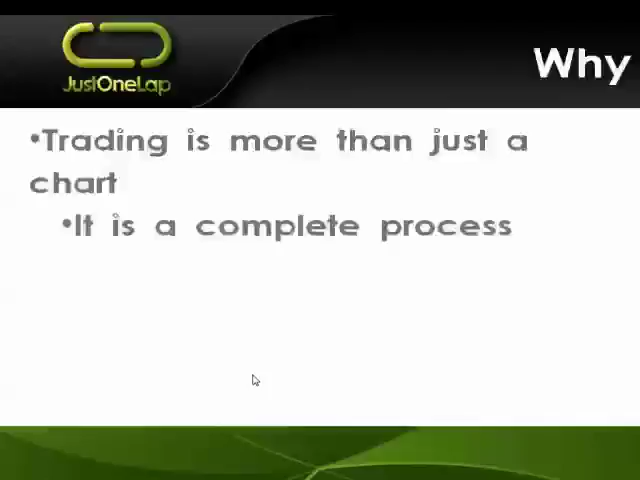 JustOneLap
Why
•Trading is more than just a
chart
•It is a complete process